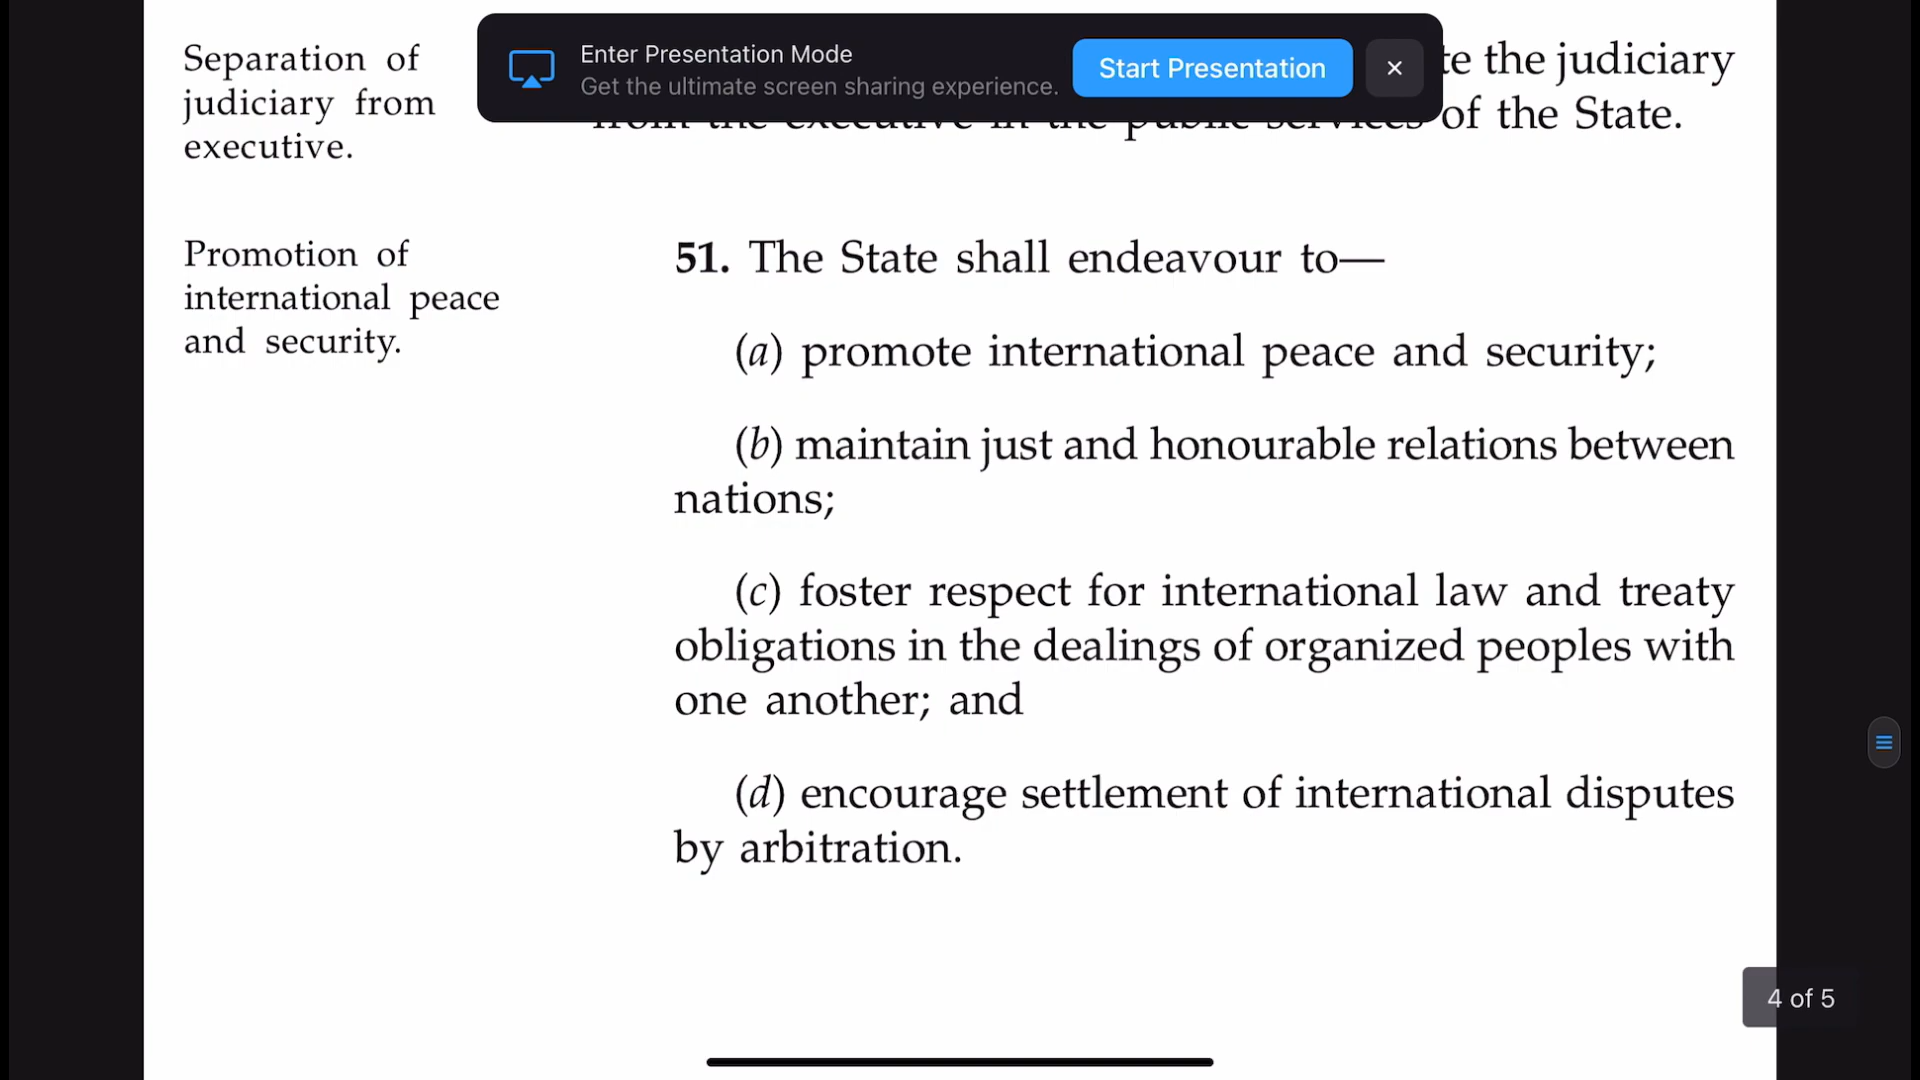 Separation of
judiciary from
executive.
Enter Presentation Mode
Get the ultimate screen sharing experience.
Start Presentation
the judiciary
of the State.
Promotion of
international peace
and security.
51. The State shall endeavour to—
(a) promote international peace and security;
(b) maintain just and honourable relations between
nations;
(c) foster respect for international law and treaty
obligations in the dealings of organized peoples with
one another; and
(d) encourage settlement of international disputes
by arbitration.
4 of 5